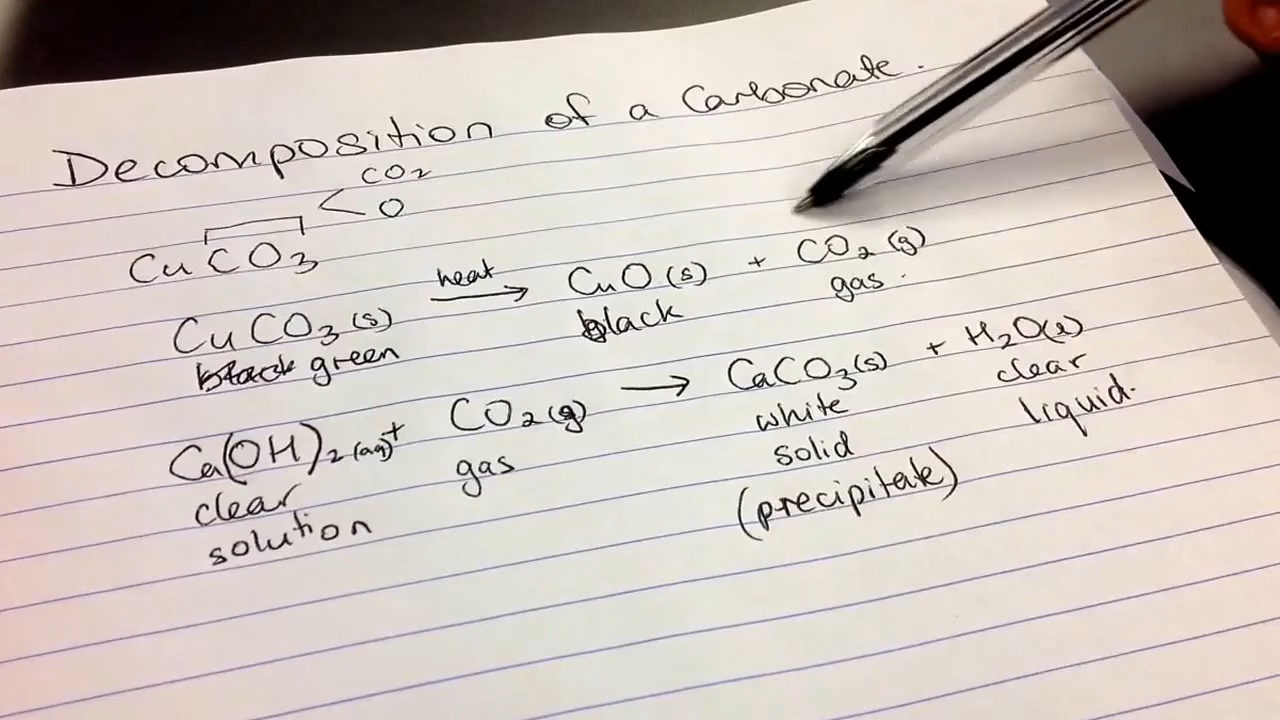 Decomposition of a Carbonate.
CO2
O
CuCO3
CuCO3(s) heat → CuO(s) + CO2(g)
black green black gas.
Ca(OH)2(aq) + CO2(g) → CaCO3(s) + H2O(l)
clear gas white clear
solution solid liquid.
(precipitate)